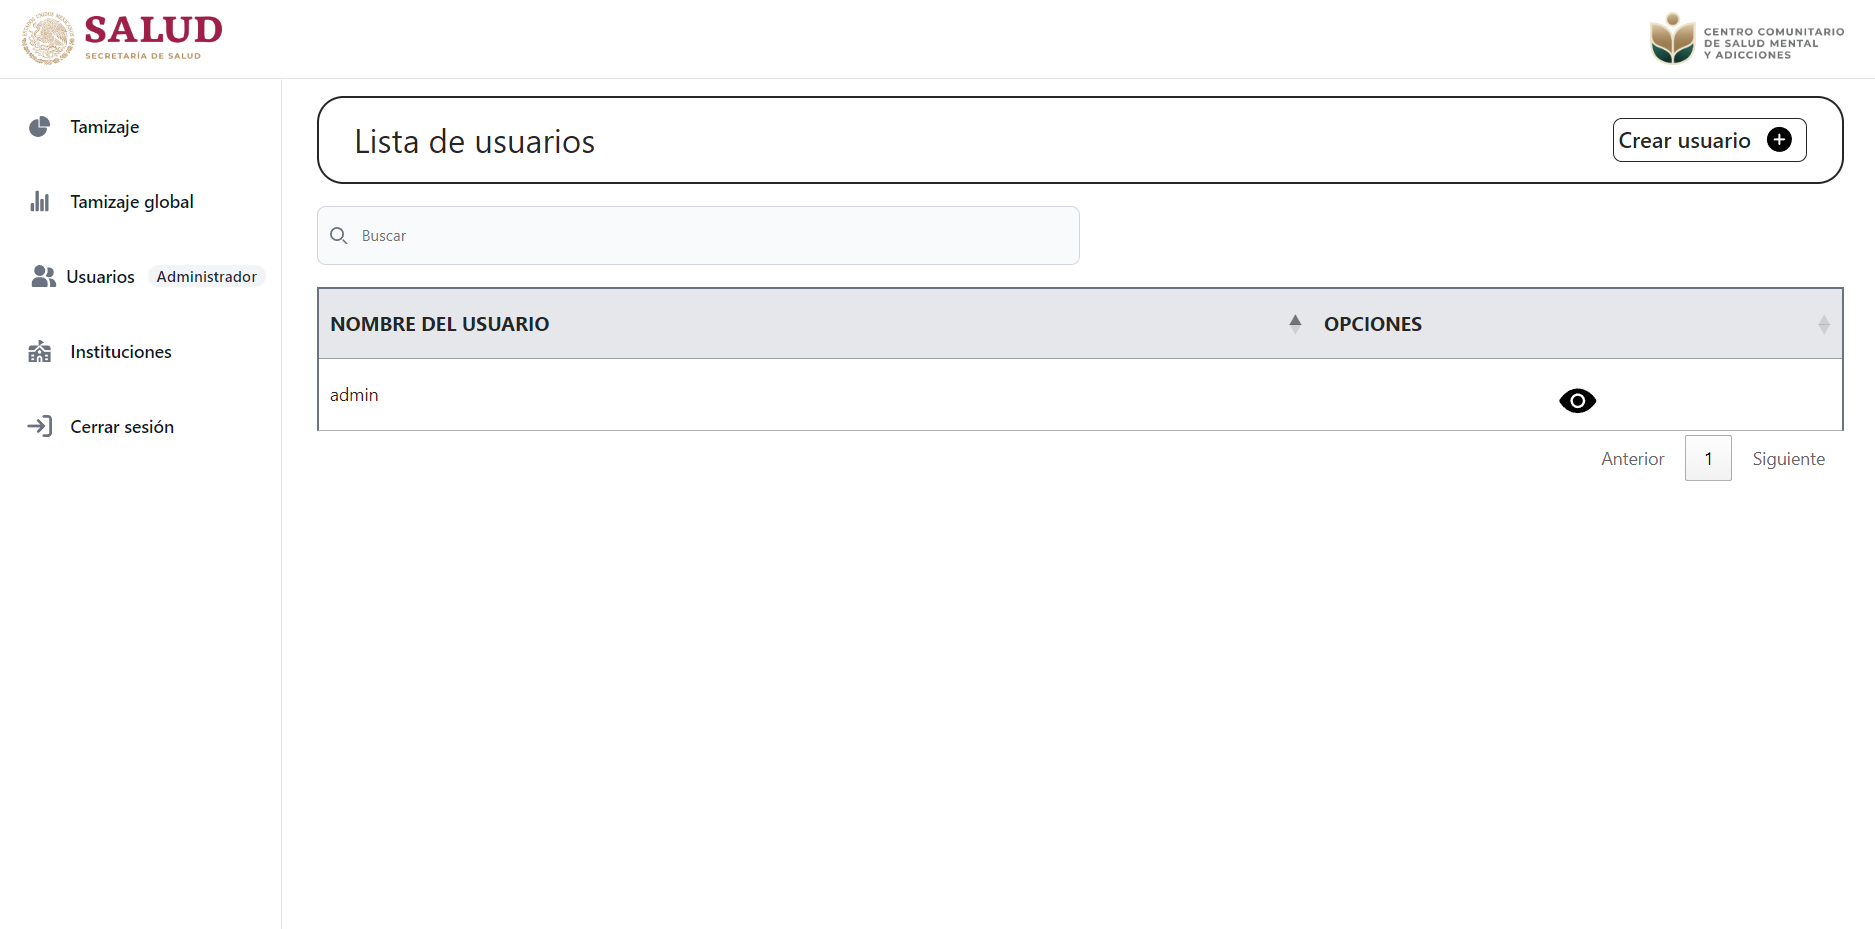 SALUD
SECRETARÍA DE SALUD
CENTRO COMUNITARIO
DE SALUD MENTAL
Y ADICCIONES
Tamizaje
Tamizaje global
Usuarios Administrador
Instituciones
Cerrar sesión
Lista de usuarios
Crear usuario
Buscar
NOMBRE DEL USUARIO OPCIONES
admin
Anterior 1 Siguiente